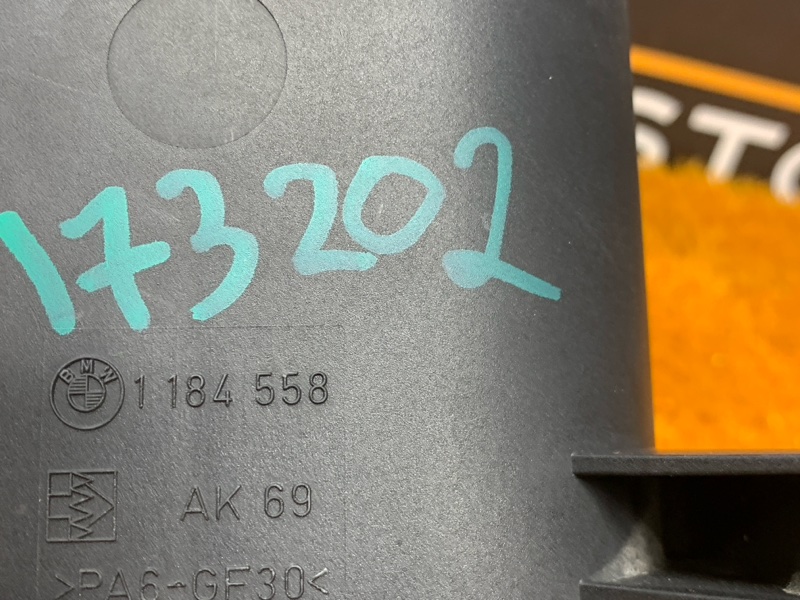 STO
173202
BMW 1 184 558
AK 69
>PA6-GF30<